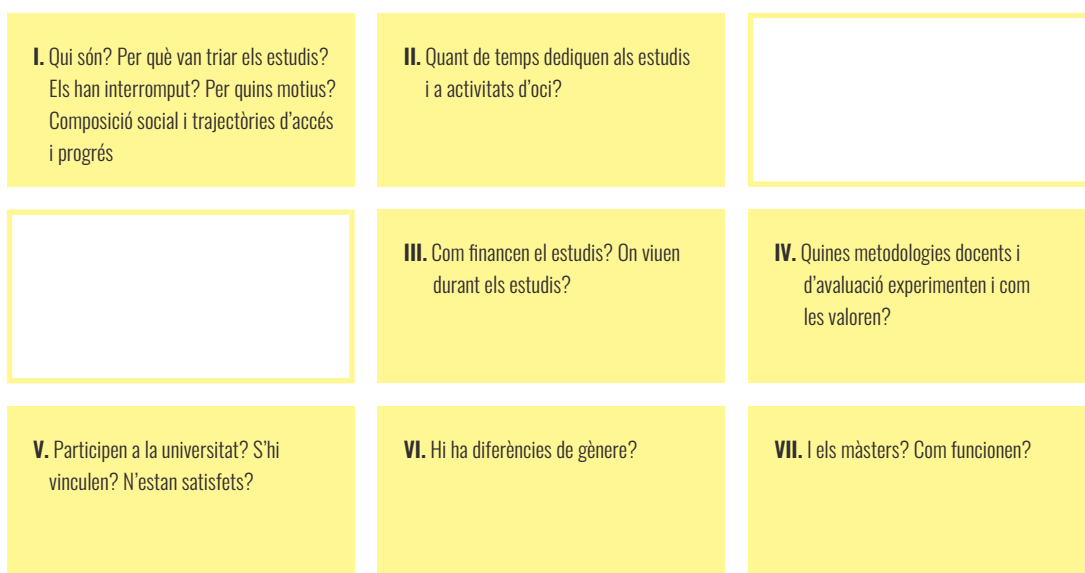 I. Qui són? Per què van triar els estudis?
Els han interromput? Per quins motius?
Composició social i trajectòries d’accés
i progrés
II. Quant de temps dediquen als estudis
i a activitats d’oci?
III. Com financen el estudis? On viuen
durant els estudis?
IV. Quines metodologies docents i
d’avaluació experimenten i com
les valoren?
V. Participen a la universitat? S’hi
vinculen? N’estan satisfets?
VI. Hi ha diferències de gènere?
VII. I els màsters? Com funcionen?